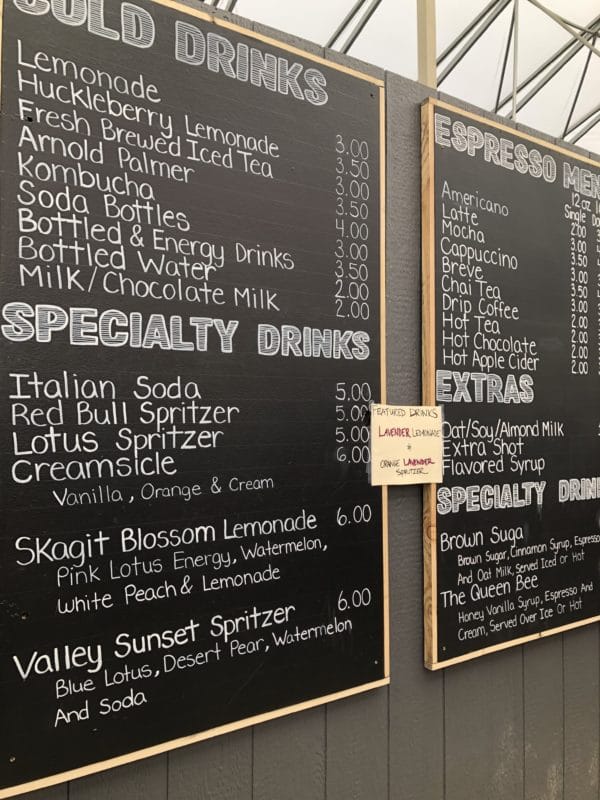 COLD DRINKS
Lemonade 3.00
Huckleberry Lemonade 3.50
Fresh Brewed Iced Tea 3.00
Arnold Palmer 3.50
Kombucha 4.00
Soda Bottles 3.00
Bottled & Energy Drinks 3.50
Bottled Water 2.00
Milk/Chocolate Milk 2.00
SPECIALTY DRINKS
Italian Soda 5.00
Red Bull Spritzer 5.00
Lotus Spritzer 5.00
Creamsicle 6.00
Vanilla, Orange & Cream
Skagit Blossom Lemonade 6.00
Pink Lotus Energy, Watermelon,
White Peach & Lemonade
Valley Sunset Spritzer 6.00
Blue Lotus, Desert Pear, Watermelon
And Soda
FEATURED DRINKS
LAVENDER LEMONADE
ORANGE LAVENDER
SPRITZER
ESPRESSO MEN
12 oz
Single
Americano 2.00
Latte 3.00
Mocha 3.50
Cappuccino 3.00
Breve 3.50
Chai Tea 3.00
Drip Coffee 2.00
Hot Tea 2.00
Hot Chocolate 2.00
Hot Apple Cider 2.00
EXTRAS
Oat/Soy/Almond Milk
Extra Shot
Flavored Syrup
SPECIALTY DRIN
Brown Suga
Brown Sugar, Cinnamon Syrup, Espresso
And Oat Milk, Served Iced or Hot
The Queen Bee
Honey Vanilla Syrup, Espresso And
Cream, Served Over Ice Or Hot